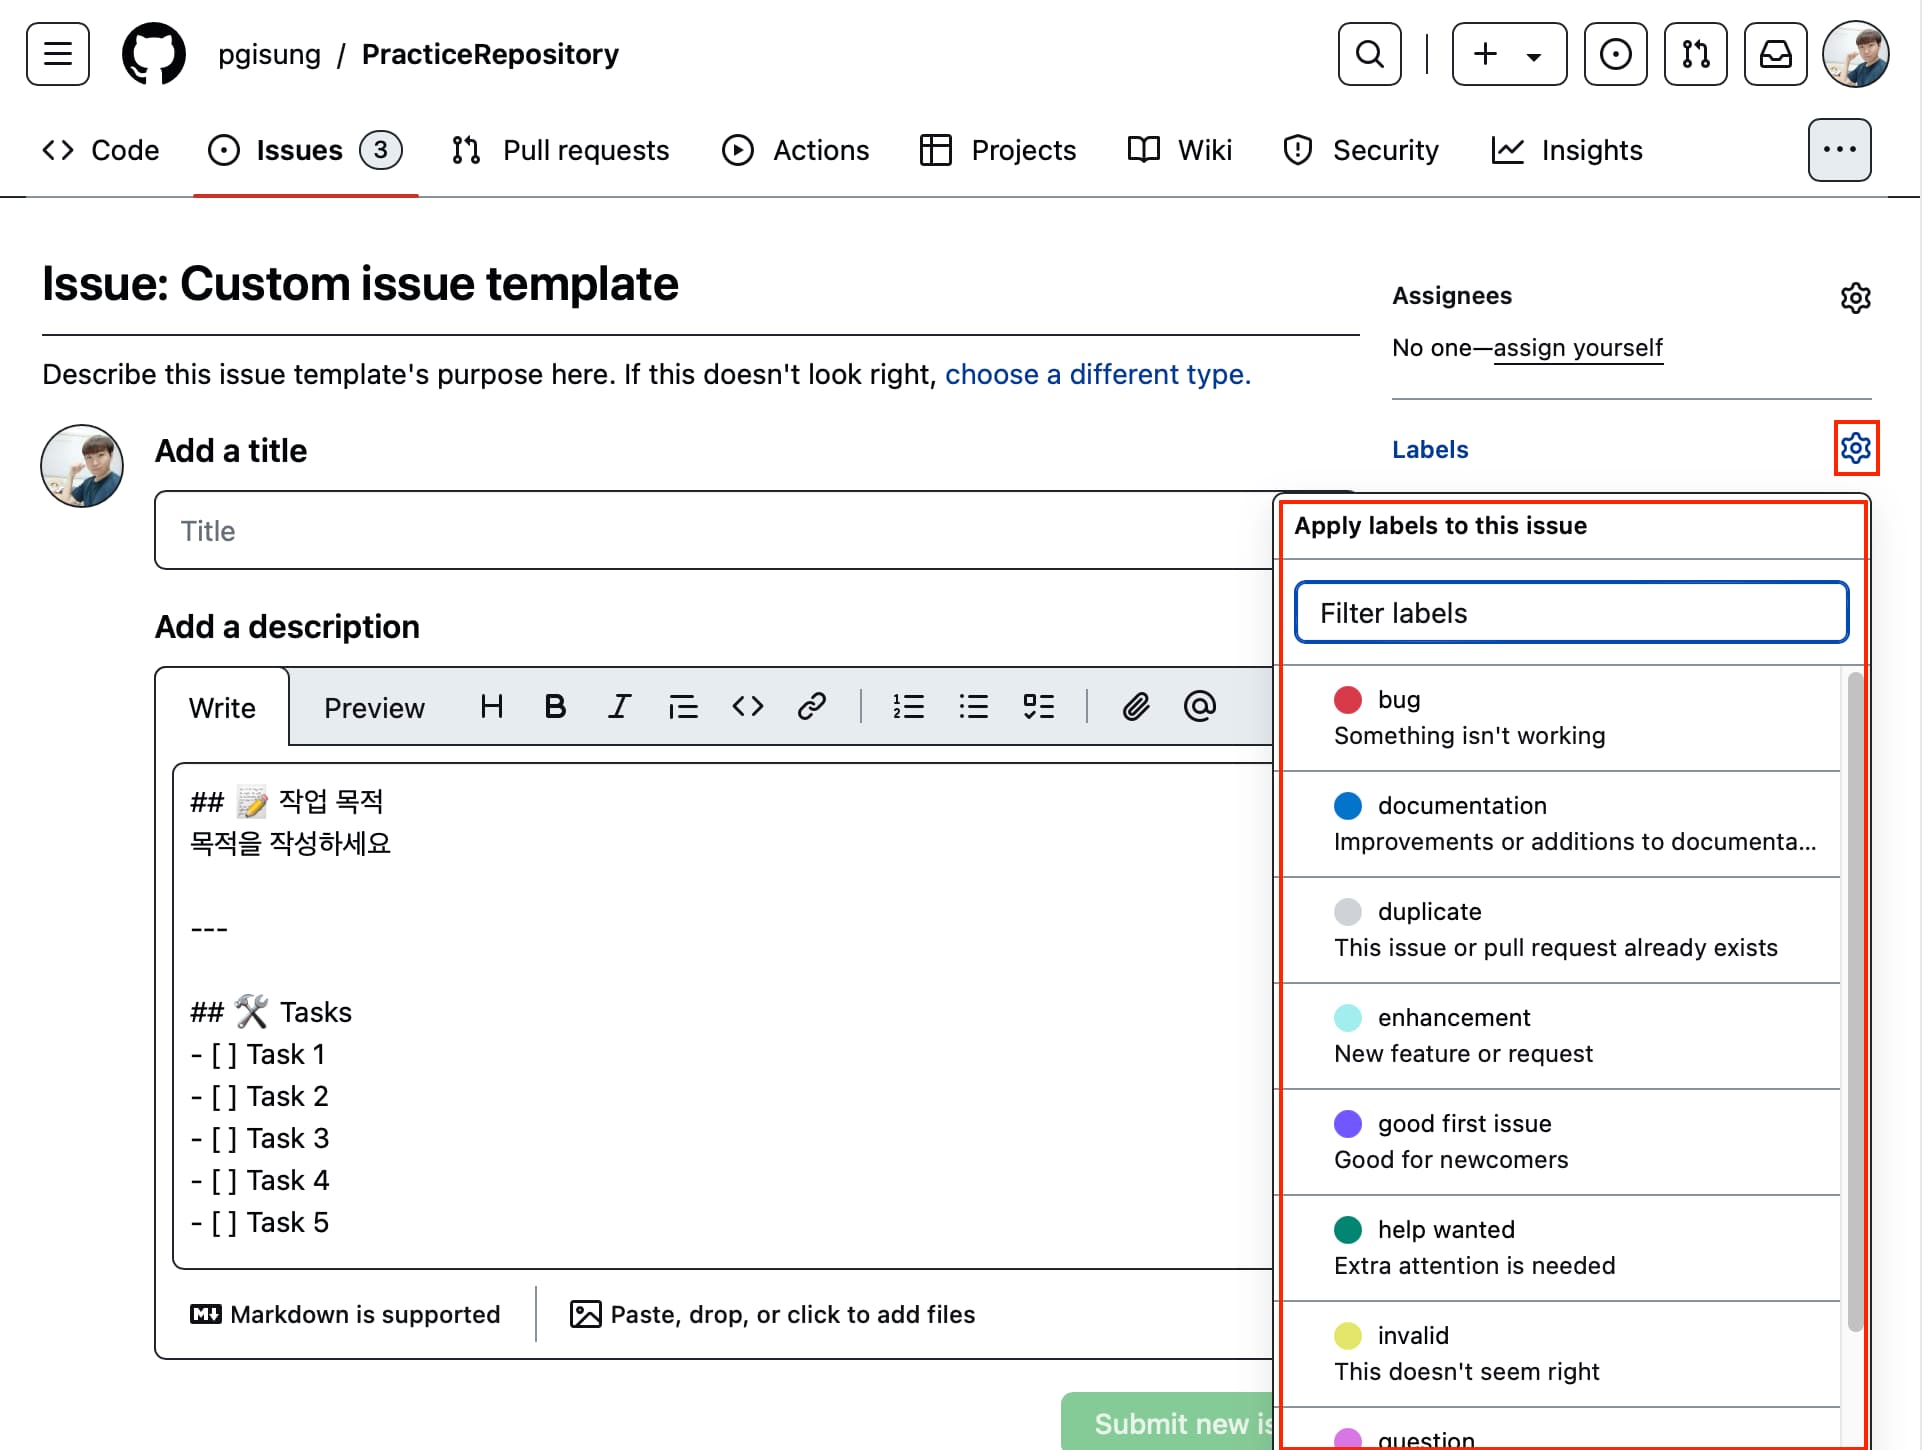 pgisung / PracticeRepository
Code
Issues 3
Pull requests
Actions
Projects
Wiki
Security
Insights
Issue: Custom issue template
Describe this issue template's purpose here. If this doesn't look right, choose a different type.
Add a title
Title
Add a description
Write
Preview
## 📝 작업 목적
목적을 작성하세요
---
## 🛠️ Tasks
- [ ] Task 1
- [ ] Task 2
- [ ] Task 3
- [ ] Task 4
- [ ] Task 5
Markdown is supported
Paste, drop, or click to add files
Submit new is
Assignees
No one—assign yourself
Labels
Apply labels to this issue
Filter labels
bug
Something isn't working
documentation
Improvements or additions to documenta...
duplicate
This issue or pull request already exists
enhancement
New feature or request
good first issue
Good for newcomers
help wanted
Extra attention is needed
invalid
This doesn't seem right
question